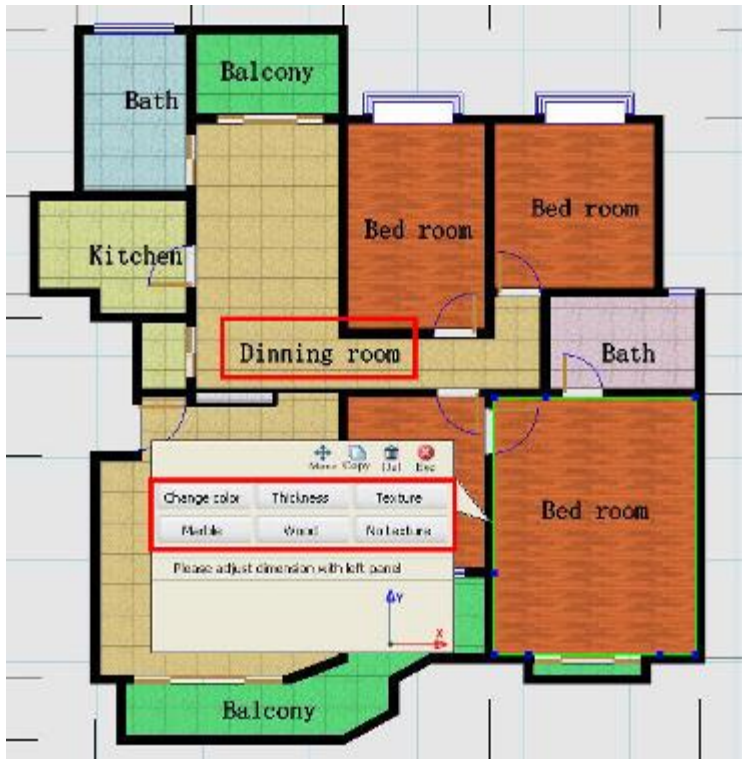 Balcony
Bath
Bed room
Bed room
Kitchen
Dinning room
Bath
Move Copy Del Esc
Change color Thickness Texture
Marble Wood No texture
Bed room
Please adjust dimension with left panel
Y
X
Balcony